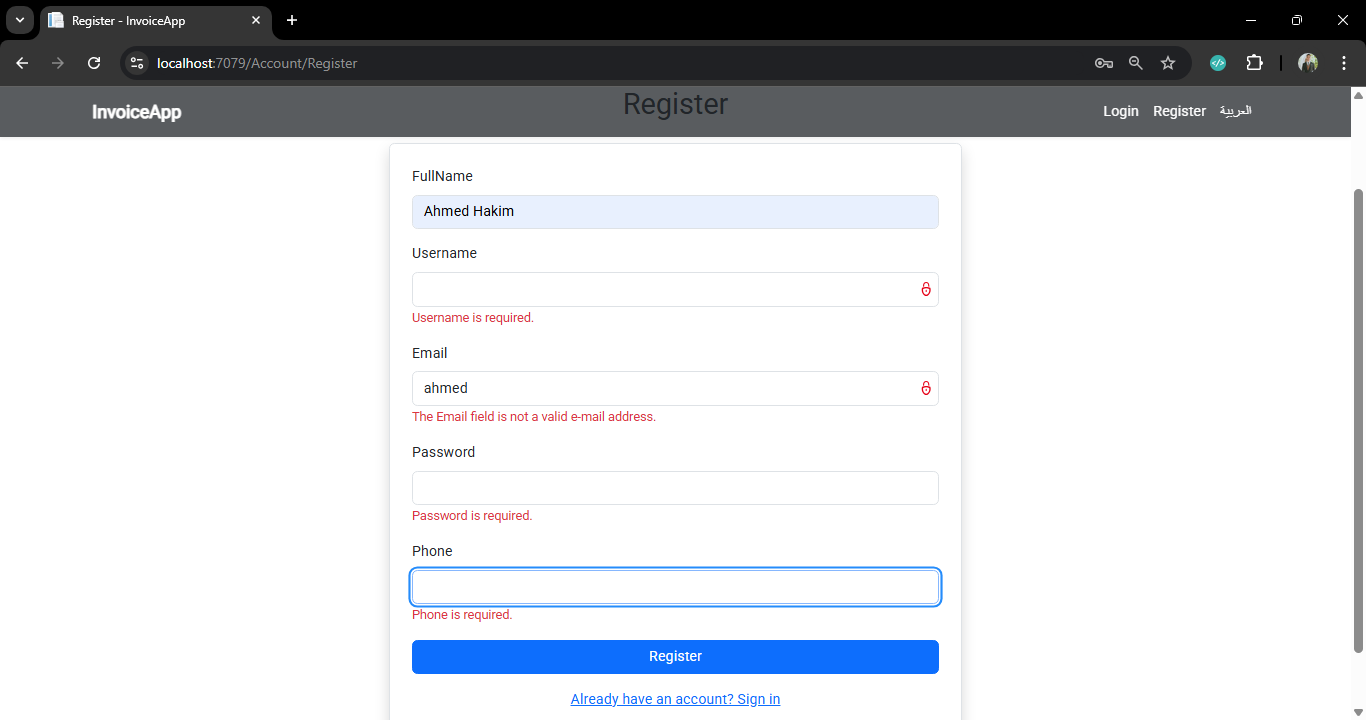 Register - InvoiceApp
localhost:7079/Account/Register
InvoiceApp
Register
Login Register العربية
FullName
Ahmed Hakim
Username
Username is required.
Email
ahmed
The Email field is not a valid e-mail address.
Password
Password is required.
Phone
Phone is required.
Register
Already have an account? Sign in